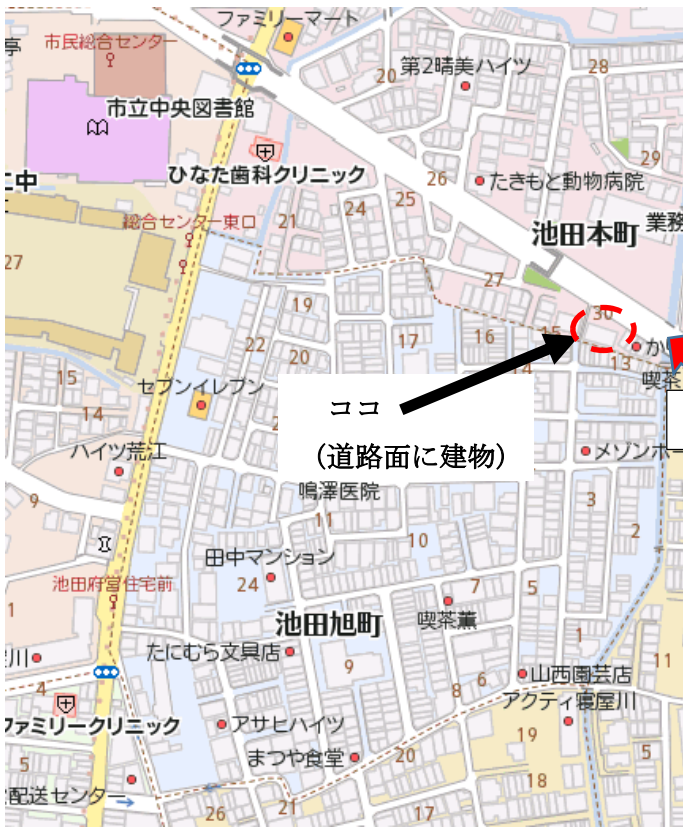 ファミリーマート
市民総合センター
亭
20
第2晴美ハイツ
28
市立中央図書館
29
二中
ひなた歯科クリニック
26
たきもと動物病院
25
24
総合センター東口
21
池田本町
業務
27
27
19
30
17
16
15
22
20
13
か
14
喫茶
15
セブンイレブン
ココ
14
(道路面に建物)
ハイツ荒江
メゾンホー
鳴澤医院
9
3
11
2
10
田中マンション
池田府営住宅前
24
7
5
1
喫茶薫
池田旭町
1
たにむら文具店
川
9
11
8
6
山西園芸店
4
アクティ寝屋川
アサヒハイツ
ファミリークリニック
19
まつや食堂
20
5
5
18
配送センター
26
21
17